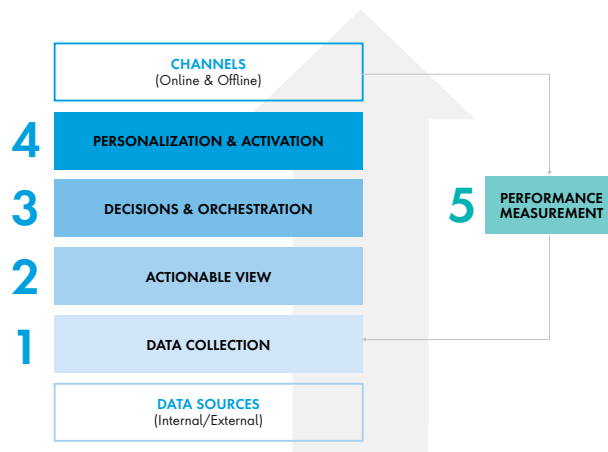 CHANNELS
(Online & Offline)
4
PERSONALIZATION & ACTIVATION
3
DECISIONS & ORCHESTRATION
5
PERFORMANCE
MEASUREMENT
2
ACTIONABLE VIEW
1
DATA COLLECTION
DATA SOURCES
(Internal/External)